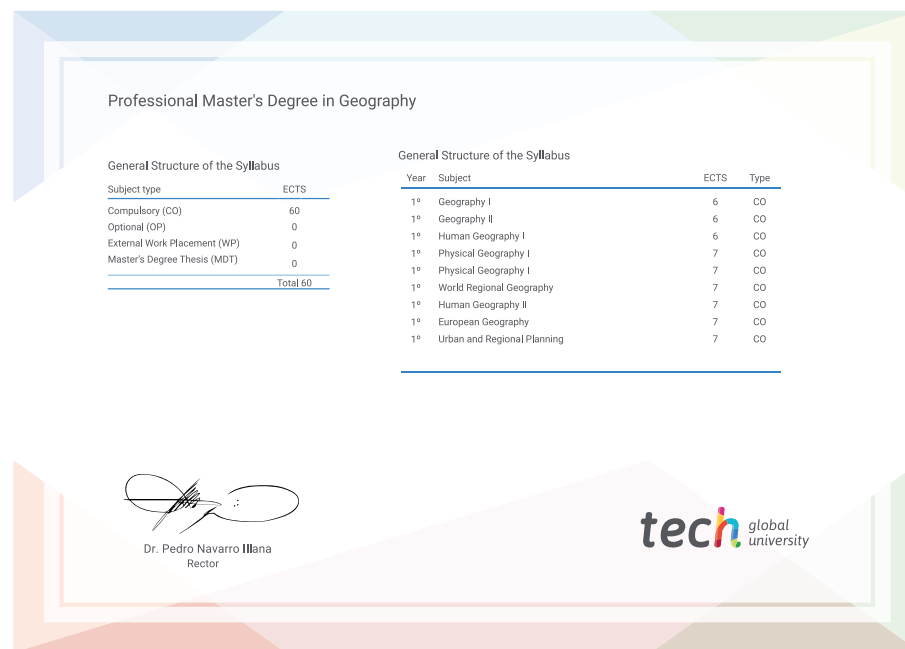 Professional Master's Degree in Geography
General Structure of the Syllabus
Subject type ECTS
Compulsory (CO) 60
Optional (OP) 0
External Work Placement (WP) 0
Master's Degree Thesis (MDT) 0
Total 60
General Structure of the Syllabus
Year Subject ECTS Type
1º Geography I 6 CO
1º Geography II 6 CO
1º Human Geography I 6 CO
1º Physical Geography I 7 CO
1º Physical Geography I 7 CO
1º World Regional Geography 7 CO
1º Human Geography II 7 CO
1º European Geography 7 CO
1º Urban and Regional Planning 7 CO
Dr. Pedro Navarro Illana
Rector
tech global
university